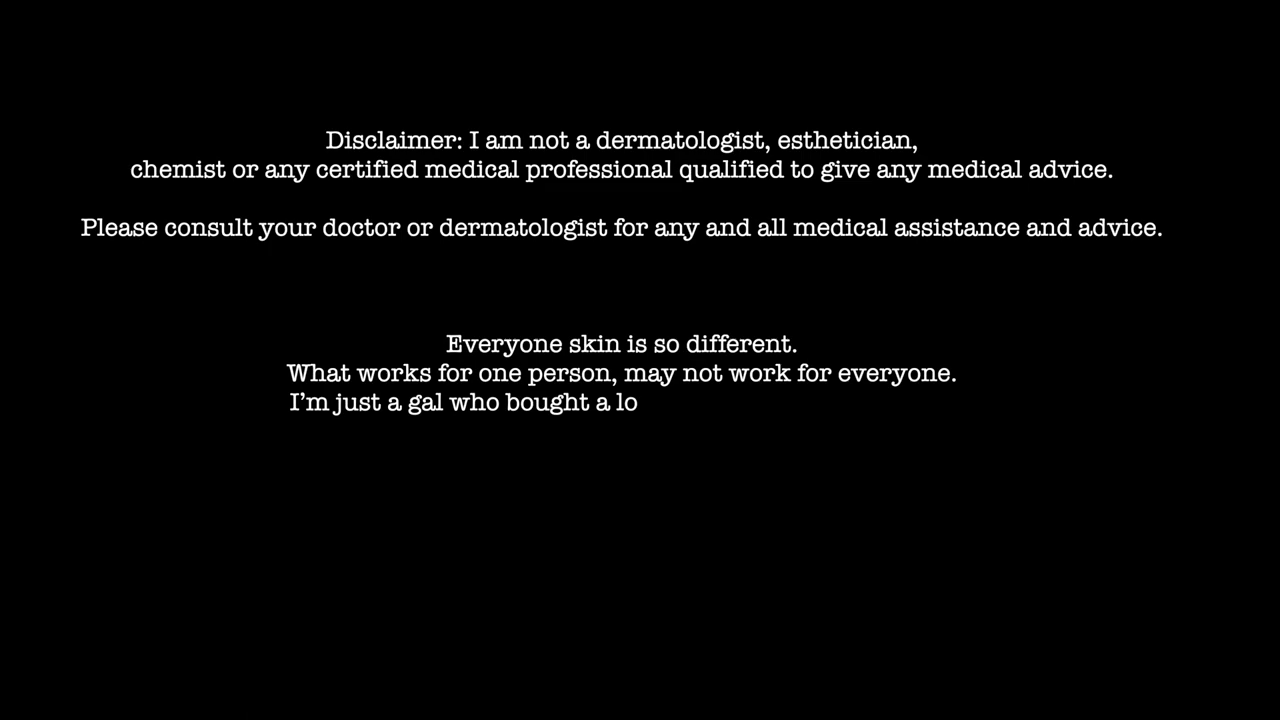 Disclaimer: I am not a dermatologist, esthetician,
chemist or any certified medical professional qualified to give any medical advice.
Please consult your doctor or dermatologist for any and all medical assistance and advice.
Everyone skin is so different.
What works for one person, may not work for everyone.
I’m just a gal who bought a lo